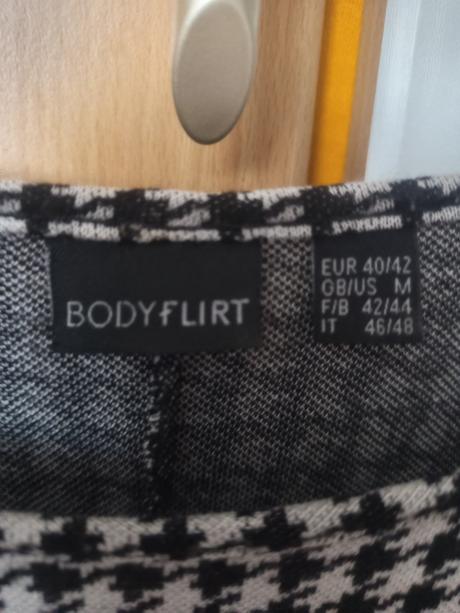 BODYFLIRT
EUR 40/42
GB/US M
F/B 42/44
IT 46/48